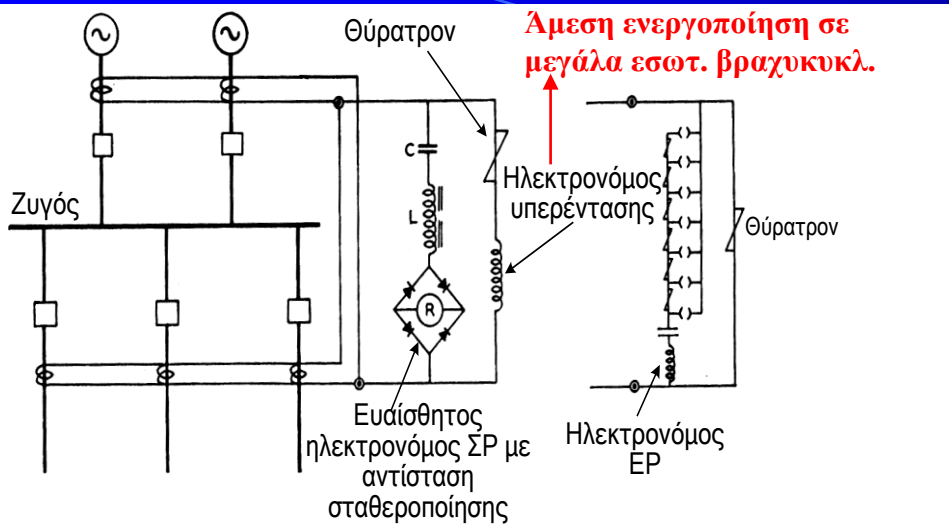 Θύρατρον
Άμεση ενεργοποίηση σε
μεγάλα εσωτ. βραχυκυκλ.
C
L
R
Ζυγός
Ηλεκτρονόμος
υπερέντασης
Θύρατρον
Ευαίσθητος
ηλεκτρονόμος ΣΡ με
αντίσταση
σταθεροποίησης
Ηλεκτρονόμος
ΕΡ